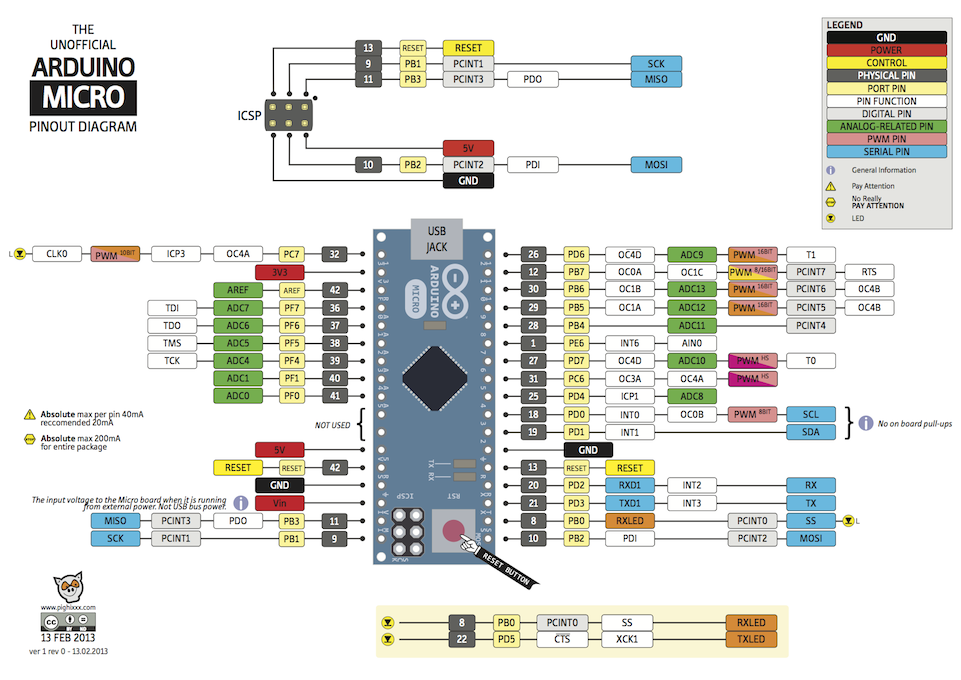 THE
UNOFFICIAL
ARDUINO
MICRO
PINOUT DIAGRAM
13 RESET RESET
9 PB1 PCINT1 SCK
11 PB3 PCINT3 PDO MISO
ICSP
5V
10 PB2 PCINT2 PDI MOSI
GND
LEGEND
GND
POWER
CONTROL
PHYSICAL PIN
PORT PIN
PIN FUNCTION
DIGITAL PIN
ANALOG-RELATED PIN
PWM PIN
SERIAL PIN
General Information
Pay Attention
No Really
PAY ATTENTION
LED
USB
JACK
ARDUINO
MICRO
L CLK0 PWM 10BIT ICP3 OC4A PC7 32
3V3
AREF AREF 42
TDI ADC7 PF7 36
TDO ADC6 PF6 37
TMS ADC5 PF5 38
TCK ADC4 PF4 39
ADC1 PF1 40
ADC0 PF0 41
NOT USED
5V
RESET RESET 42
GND
Vin
MISO PCINT3 PDO PB3 11
SCK PCINT1 PB1 9
Absolute max per pin 40mA
reccomended 20mA
Absolute max 200mA
for entire package
The input voltage to the Micro board when it is running
from external power. Not USB bus power.
26 PD6 OC4D ADC9 PWM 16BIT T1
12 PB7 OC0A OC1C PWM 8/16BIT PCINT7 RTS
30 PB6 OC1B ADC13 PWM 16BIT PCINT6 OC4B
29 PB5 OC1A ADC12 PWM 16BIT PCINT5 OC4B
28 PB4 ADC11 PCINT4
1 PE6 INT6 AIN0
27 PD7 OC4D ADC10 PWM HS T0
31 PC6 OC3A OC4A PWM HS
25 PD4 ICP1 ADC8
18 PD0 INT0 OC0B PWM 8BIT SCL
19 PD1 INT1 SDA
No on board pull-ups
GND
13 RESET RESET
20 PD2 RXD1 INT2 RX
21 PD3 TXD1 INT3 TX
8 PB0 RXLED PCINT0 SS L
10 PB2 PDI PCINT2 MOSI
TX
RX
ICSP
RST
RESET BUTTON
www.pighixxx.com
cc
BY
13 FEB 2013
ver 1 rev 0 - 13.02.2013
8 PB0 PCINT0 SS RXLED
22 PD5 CTS XCK1 TXLED